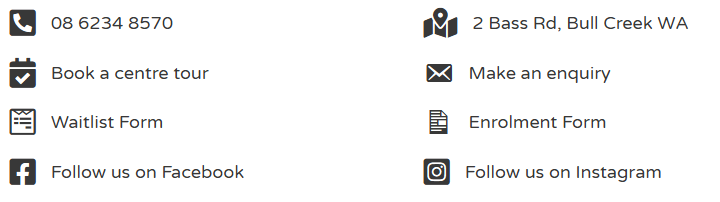 08 6234 8570
2 Bass Rd, Bull Creek WA
Book a centre tour
Make an enquiry
Waitlist Form
Enrolment Form
Follow us on Facebook
Follow us on Instagram